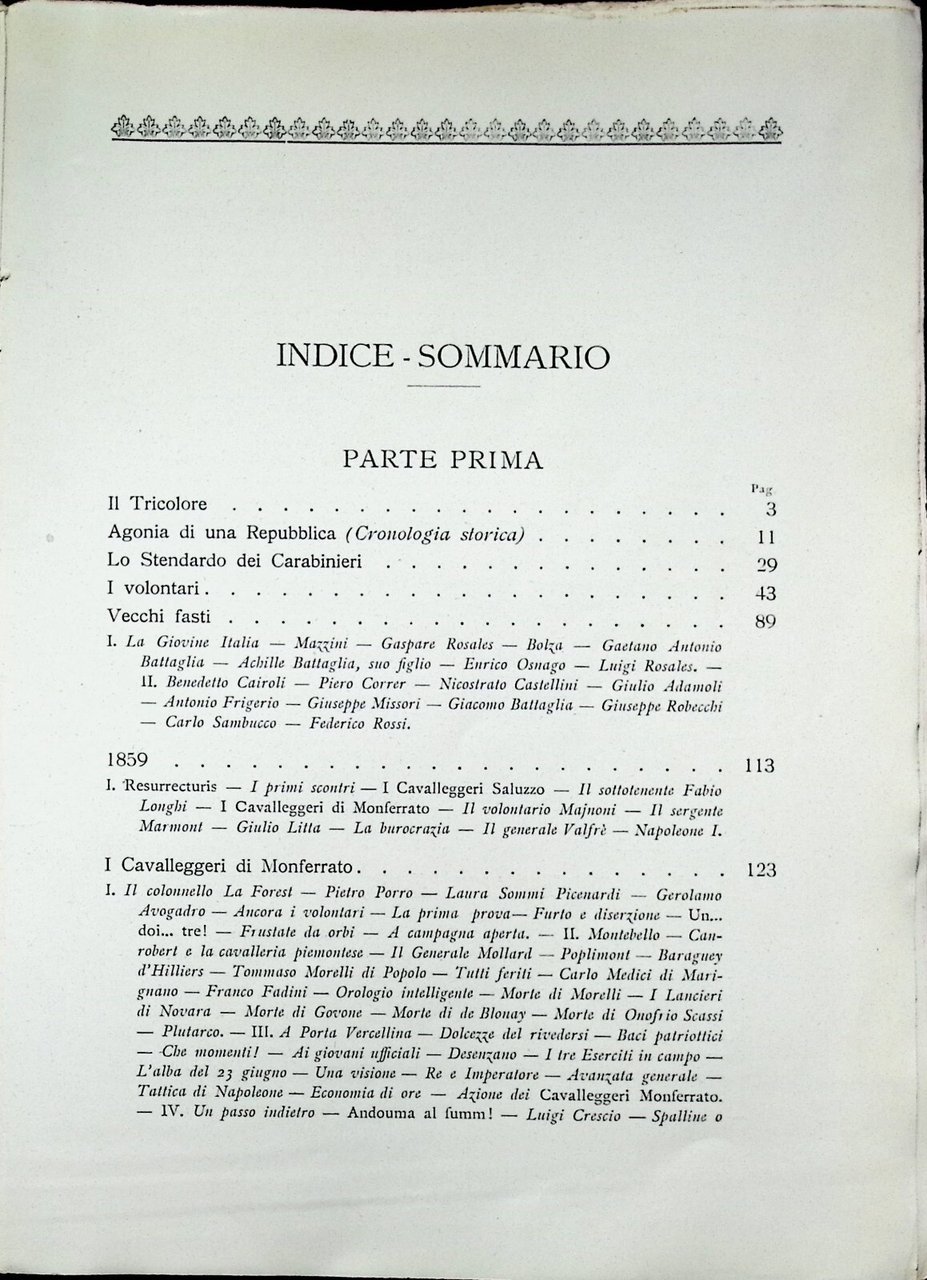 INDICE - SOMMARIO
PARTE PRIMA
Pag
Il Tricolore . . . . . . . . . . . . . . . . . . . 3
Agonia di una Repubblica (Cronologia storica) . . . . . . . . 11
Lo Stendardo dei Carabinieri . . . . . . . . . . . . . 29
I volontari . . . . . . . . . . . . . . . . . . . . 43
Vecchi fasti . . . . . . . . . . . . . . . . . . . 89
I. La Giovine Italia — Mazzini — Gaspare Rosales — Bolza — Gaetano Antonio
Battaglia — Achille Battaglia, suo figlio — Enrico Osnago — Luigi Rosales. —
II. Benedetto Cairoli — Piero Correr — Nicostrato Castellini — Giulio Adamoli
— Antonio Frigerio — Giuseppe Missori — Giacomo Battaglia — Giuseppe Robecchi
— Carlo Sambucco — Federico Rossi.
1859 . . . . . . . . . . . . . . . . . . . . . 113
I. Resurrecturis — I primi scontri — I Cavalleggeri Saluzzo — Il sottotenente Fabio
Longhi — I Cavalleggeri di Monferrato — Il volontario Majnoni — Il sergente
Marmont — Giulio Litta — La burocrazia — Il generale Valfrè — Napoleone I.
I Cavalleggeri di Monferrato . . . . . . . . . . . . . . 123
I. Il colonnello La Forest — Pietro Porro — Laura Sommi Picenardi — Gerolamo
Avogadro — Ancora i volontari — La prima prova — Furto e diserzione — Un...
doi... tre! — Frustate da orbi — A campagna aperta. — II. Montebello — Can-
robert e la cavalleria piemontese — Il Generale Mollard — Poplimont — Baraguey
d'Hilliers — Tommaso Morelli di Popolo — Tutti feriti — Carlo Medici di Mari-
gnano — Franco Fadini — Orologio intelligente — Morte di Morelli — I Lancieri
di Novara — Morte di Govone — Morte di de Blonay — Morte di Onofrio Scassi
— Plutarco. — III. A Porta Vercellina — Dolcezze del rivedersi — Baci patriottici
— Che momenti! — Ai giovani ufficiali — Desenzano — I tre Eserciti in campo —
L'alba del 23 giugno — Una visione — Re e Imperatore — Avanzata generale —
Tattica di Napoleone — Economia di ore — Azione dei Cavalleggeri Monferrato.
— IV. Un passo indietro — Andouma al fumm! — Luigi Crescio — Spalline o